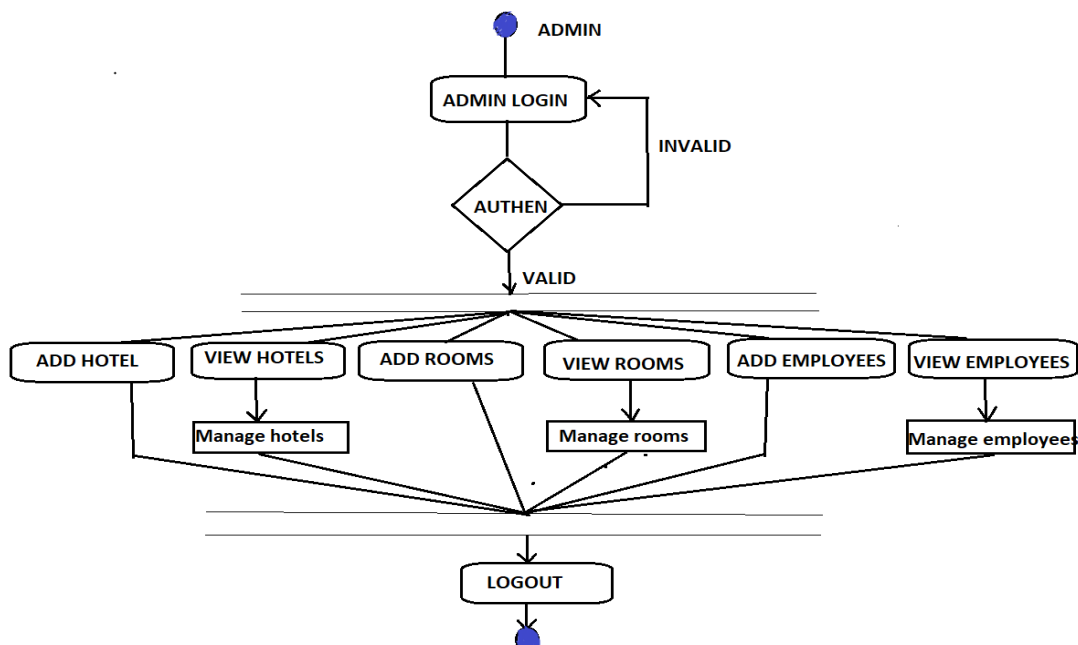 ADMIN
ADMIN LOGIN
INVALID
AUTHEN
VALID
ADD HOTEL
VIEW HOTELS
ADD ROOMS
VIEW ROOMS
ADD EMPLOYEES
VIEW EMPLOYEES
Manage hotels
Manage rooms
Manage employees
LOGOUT